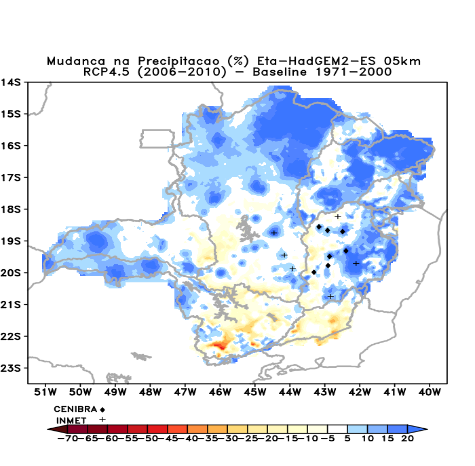 Mudanca na Precipitacao (%) Eta-HadGEM2-ES 05km
RCP4.5 (2006-2010) - Baseline 1971-2000
14S
15S
16S
17S
18S
19S
20S
21S
22S
23S
51W 50W 49W 48W 47W 46W 45W 44W 43W 42W 41W 40W
CENIBRA
INMET
-70 -65 -60 -55 -50 -45 -40 -35 -30 -25 -20 -15 -10 -5 5 10 15 20